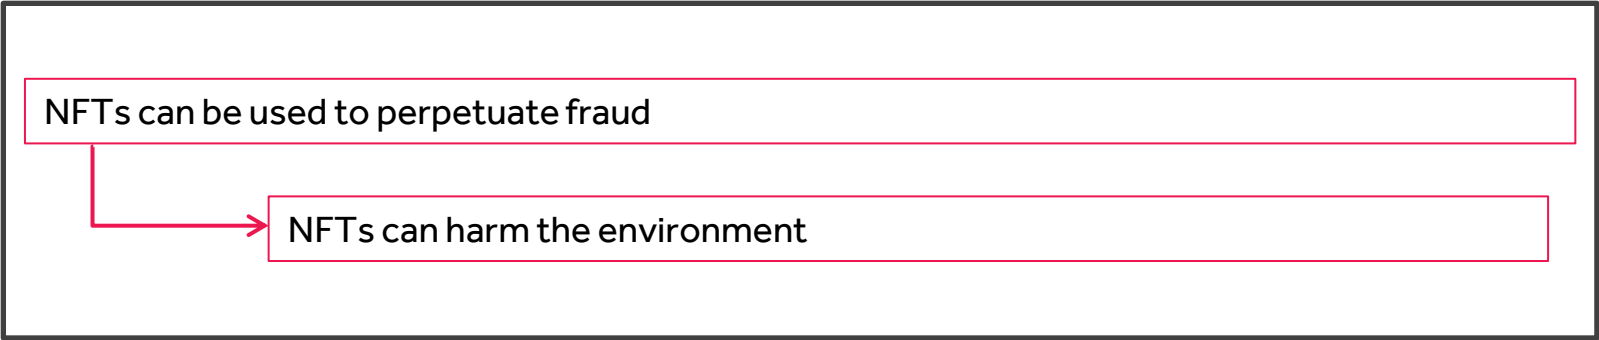 NFTs can be used to perpetuate fraud
NFTs can harm the environment